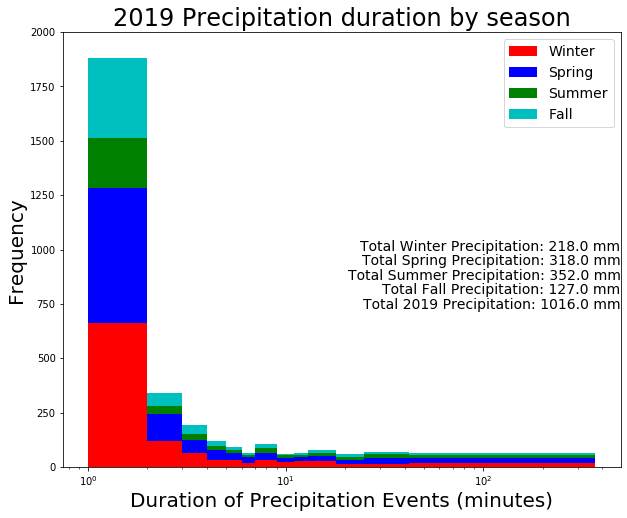 2019 Precipitation duration by season
Winter
Spring
Summer
Fall
Total Winter Precipitation: 218.0 mm
Total Spring Precipitation: 318.0 mm
Total Summer Precipitation: 352.0 mm
Total Fall Precipitation: 127.0 mm
Total 2019 Precipitation: 1016.0 mm
Frequency
2000
1750
1500
1250
1000
750
500
250
0
10⁰ 10¹ 10²
Duration of Precipitation Events (minutes)